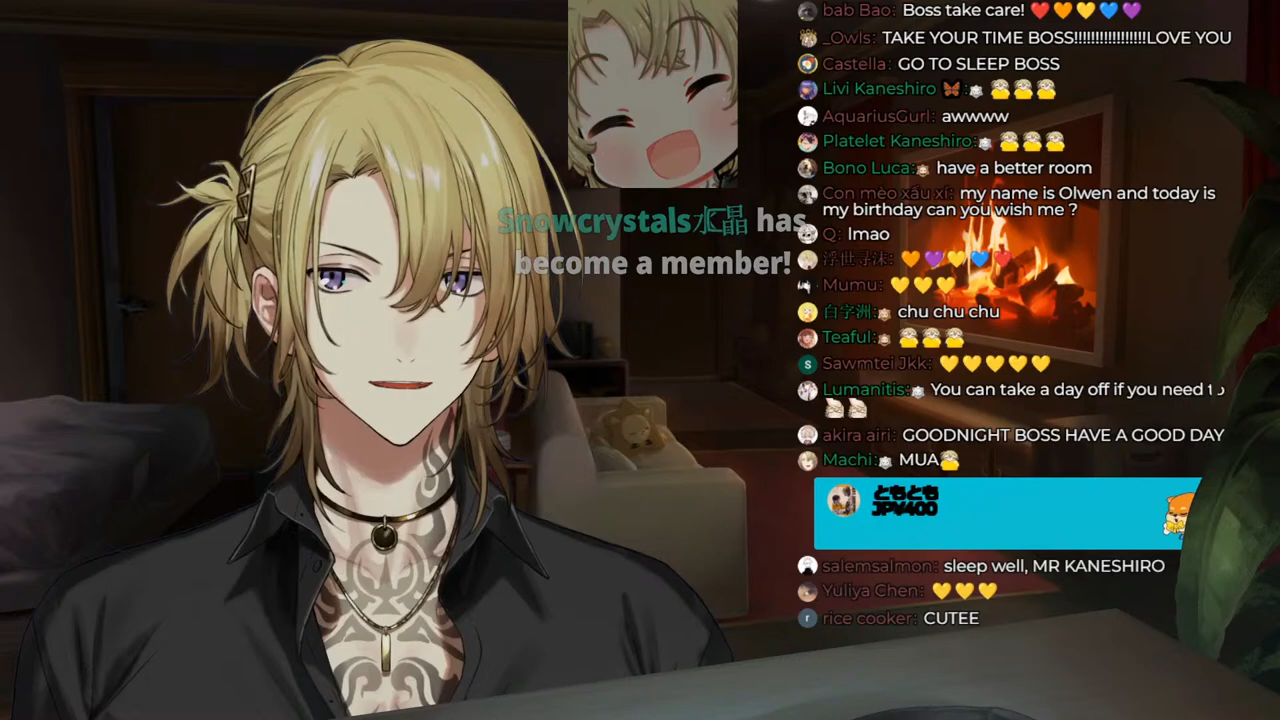 bab Bao: Boss take care! ❤️🧡💛💙💜
_Owls: TAKE YOUR TIME BOSS!!!!!!!!!!!!!!!!!LOVE YOU
Castella: GO TO SLEEP BOSS
Livi Kaneshiro 🦋:
AquariusGurl: awwww
Platelet Kaneshiro:
Bono Luca: have a better room
Con mèo xấu xí: my name is Olwen and today is
my birthday can you wish me ?
Snowcrystals水晶 has
become a member!
Q: lmao
浮世寻沫: 🧡💜💛💙❤️
Mumu: 💛💛💛
白字洲: chu chu chu
Teaful:
S
Sawmtei Jkk: 💛💛💛💛💛
Lumanitis: You can take a day off if you need
akira airi: GOODNIGHT BOSS HAVE A GOOD DAY
Machi: MUA
ともとも
JP¥400
salemsalmon: sleep well, MR KANESHIRO
Yuliya Chen: 💛💛💛
r
rice cooker: CUTEE